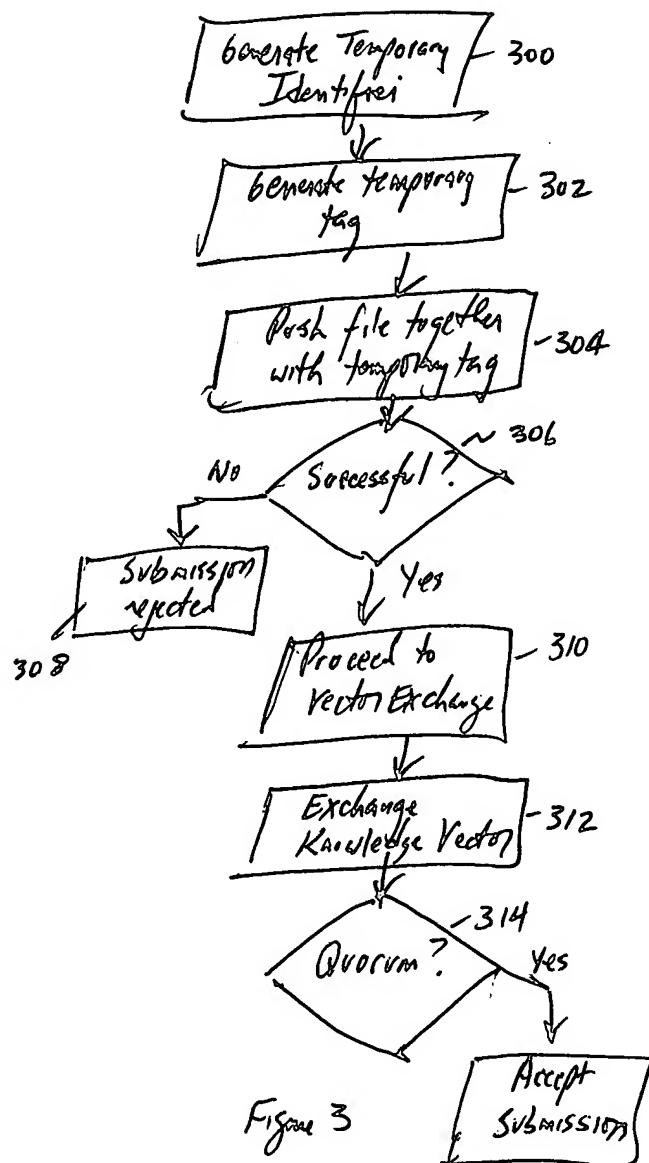 Generate Temporary
Identifier
300
Generate temporary
tag
302
Push file together
with temporary tag
304
306
Successful?
No
Yes
Submission
rejected
308
Proceed to
Vector Exchange
310
Exchange
Knowledge Vector
312
314
Quorum?
Yes
Accept
Submission
Figure 3